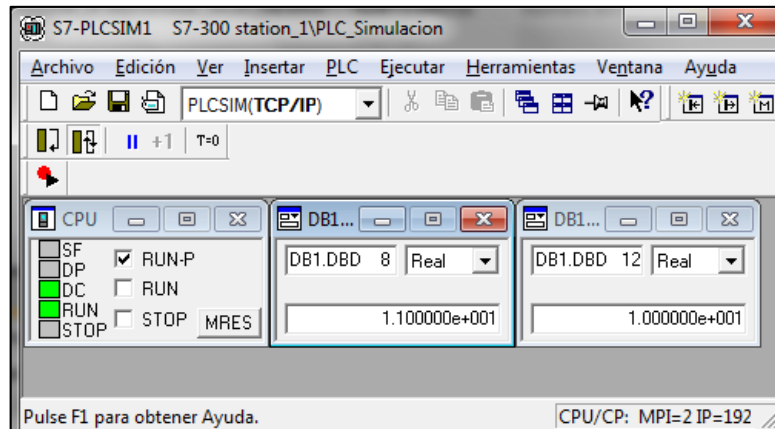 S7-PLCSIM1 S7-300 station_1\PLC_Simulacion
Archivo Edición Ver Insertar PLC Ejecutar Herramientas Ventana Ayuda
PLCSIM(TCP/IP)
+1 T=0
CPU DB1... DB1...
SF
DP
DC
RUN
STOP
RUN-P
RUN
STOP MRES
DB1.DBD 8 Real
1.100000e+001
DB1.DBD 12 Real
1.000000e+001
Pulse F1 para obtener Ayuda. CPU/CP: MPI=2 IP=192